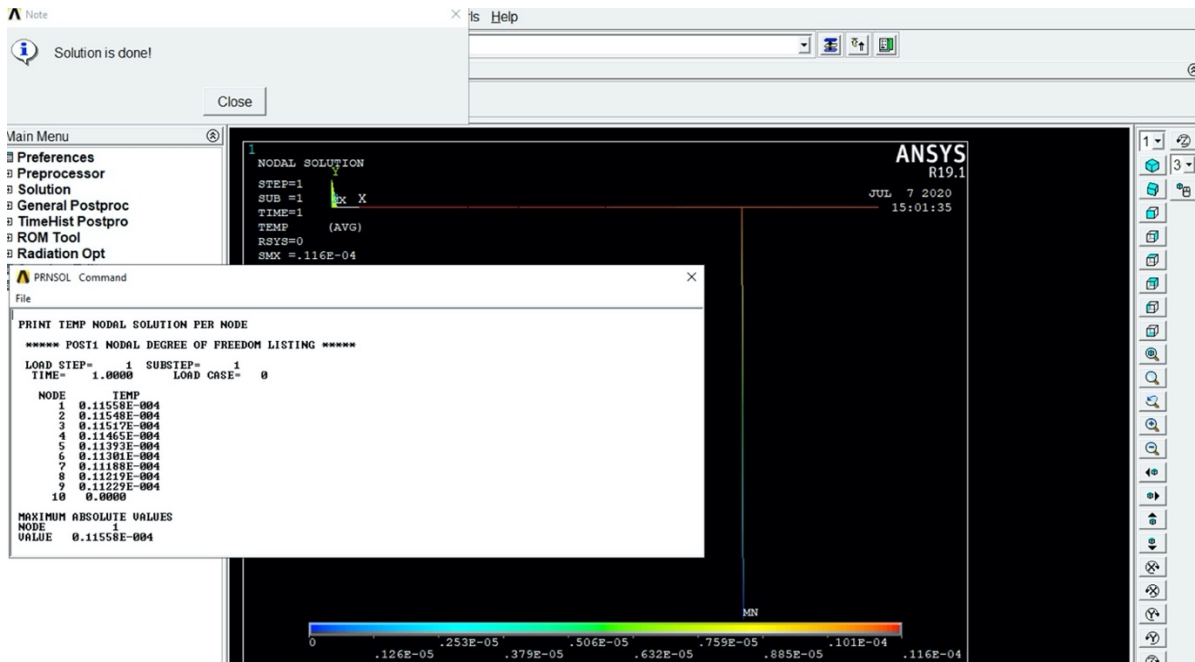 Note
Solution is done!
Close
Help
Main Menu
Preferences
Preprocessor
Solution
General Postproc
TimeHist Postpro
ROM Tool
Radiation Opt
1
NODAL SOLUTION
STEP=1
SUB =1
TIME=1
TEMP (AVG)
RSYS=0
SMX =.116E-04
Y
X
ANSYS
R19.1
JUL 7 2020
15:01:35
1
3
PRNSOL Command
File
PRINT TEMP NODAL SOLUTION PER NODE
***** POST1 NODAL DEGREE OF FREEDOM LISTING *****
LOAD STEP= 1 SUBSTEP= 1
TIME= 1.0000 LOAD CASE= 0
NODE TEMP
1 0.11558E-004
2 0.11548E-004
3 0.11517E-004
4 0.11465E-004
5 0.11393E-004
6 0.11301E-004
7 0.11188E-004
8 0.11219E-004
9 0.11229E-004
10 0.0000
MAXIMUM ABSOLUTE VALUES
NODE 1
VALUE 0.11558E-004
MN
0 .253E-05 .506E-05 .759E-05 .101E-04
.126E-05 .379E-05 .632E-05 .885E-05 .116E-04